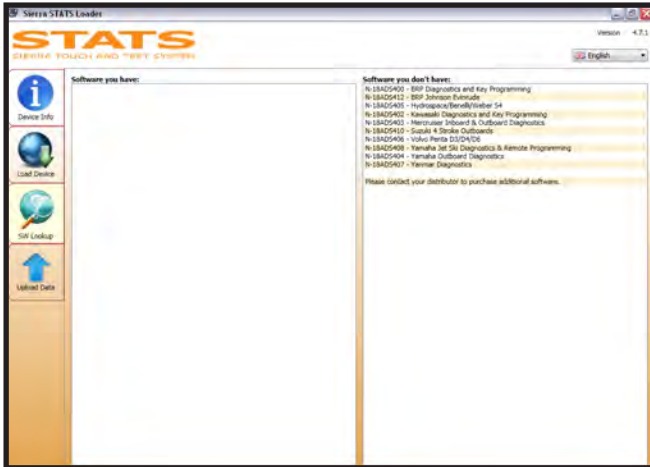 Sierra STATS Loader
STATS
SIERRA TOUCH AND TEST SYSTEM
Version 4.7.1
English
Device Info
Load Device
SW Lookup
Upload Data
Software you have:
Software you don't have:
N-18ADS400 - BRP Diagnostics and Key Programming
N-18ADS412 - BRP Johnson Evinrude
N-18ADS405 - Hydrospace/Benelli/Weber S4
N-18ADS402 - Kawasaki Diagnostics and Key Programming
N-18ADS403 - Mercruiser Inboard & Outboard Diagnostics
N-18ADS410 - Suzuki 4 Stroke Outboards
N-18ADS406 - Volvo Penta D3/D4/D6
N-18ADS408 - Yamaha Jet Ski Diagnostics & Remote Programming
N-18ADS404 - Yamaha Outboard Diagnostics
N-18ADS407 - Yanmar Diagnostics
Please contact your distributor to purchase additional software.